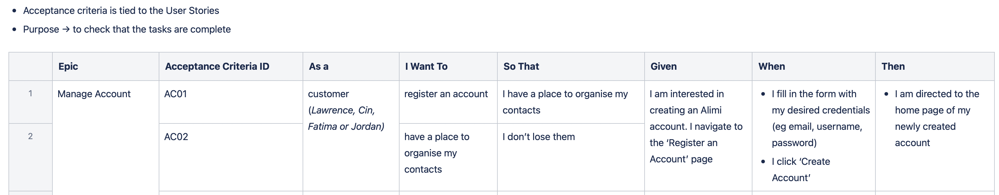 Acceptance criteria is tied to the User Stories
Purpose → to check that the tasks are complete
Epic
Acceptance Criteria ID
As a
I Want To
So That
Given
When
Then
1
Manage Account
AC01
customer
(Lawrence, Cin,
Fatima or Jordan)
register an account
I have a place to organise my
contacts
I am interested in
creating an Alimi
account. I navigate to
the ‘Register an
Account’ page
I fill in the form with
my desired credentials
(eg email, username,
password)
I click ‘Create
Account’
I am directed to the
home page of my
newly created
account
2
AC02
have a place to
organise my
contacts
I don’t lose them